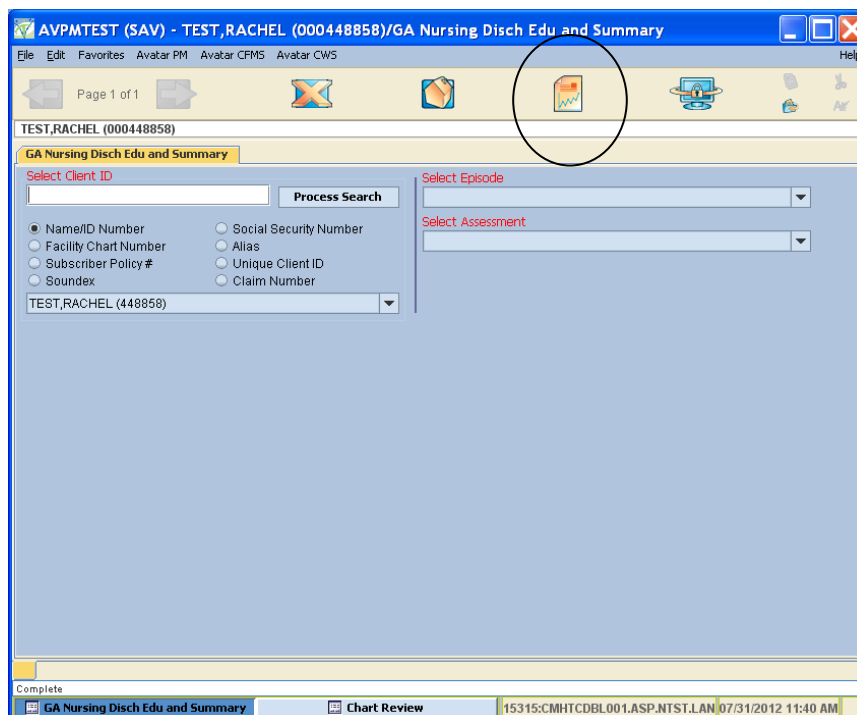 AVPMTEST (SAV) - TEST,RACHEL (000448858)/GA Nursing Disch Edu and Summary
File Edit Favorites Avatar PM Avatar CFMS Avatar CWS Help
Page 1 of 1
TEST,RACHEL (000448858)
GA Nursing Disch Edu and Summary
Select Client ID
Process Search
Name/ID Number
Social Security Number
Facility Chart Number
Alias
Subscriber Policy #
Unique Client ID
Soundex
Claim Number
TEST,RACHEL (448858)
Select Episode
Select Assessment
Complete
GA Nursing Disch Edu and Summary
Chart Review
15315:CMHTCDBL001.ASP.NTST.LAN
07/31/2012 11:40 AM